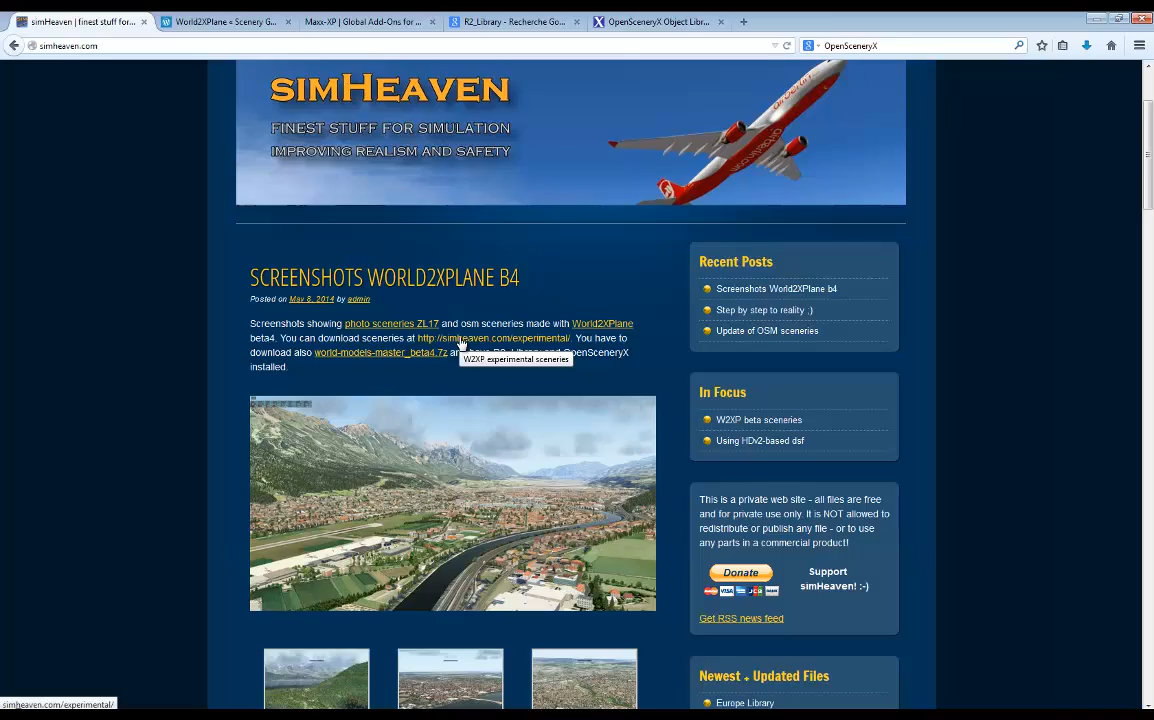 simHeaven | finest stuff for...
World2XPlane « Scenery G...
Maxx-XP | Global Add-Ons for ...
R2_Library - Recherche Go...
OpenSceneryX Object Libr...
simheaven.com
OpenSceneryX
SIMHEAVEN
FINEST STUFF FOR SIMULATION
IMPROVING REALISM AND SAFETY
SCREENSHOTS WORLD2XPLANE B4
Posted on May 8, 2014 by admin
Screenshots showing photo sceneries ZL17 and osm sceneries made with World2XPlane
beta4. You can download sceneries at http://simheaven.com/experimental/. You have to
download also world-models-master_beta4.7z OpenSceneryX
installed.
W2XP experimental sceneries
Recent Posts
Screenshots World2XPlane b4
Step by step to reality ;)
Update of OSM sceneries
In Focus
W2XP beta sceneries
Using HDv2-based dsf
This is a private web site - all files are free
and for private use only. It is NOT allowed to
redistribute or publish any file - or to use
any parts in a commercial product!
Donate
Support
simHeaven! :-)
Get RSS news feed
Newest + Updated Files
Europe Library
simheaven.com/experimental/